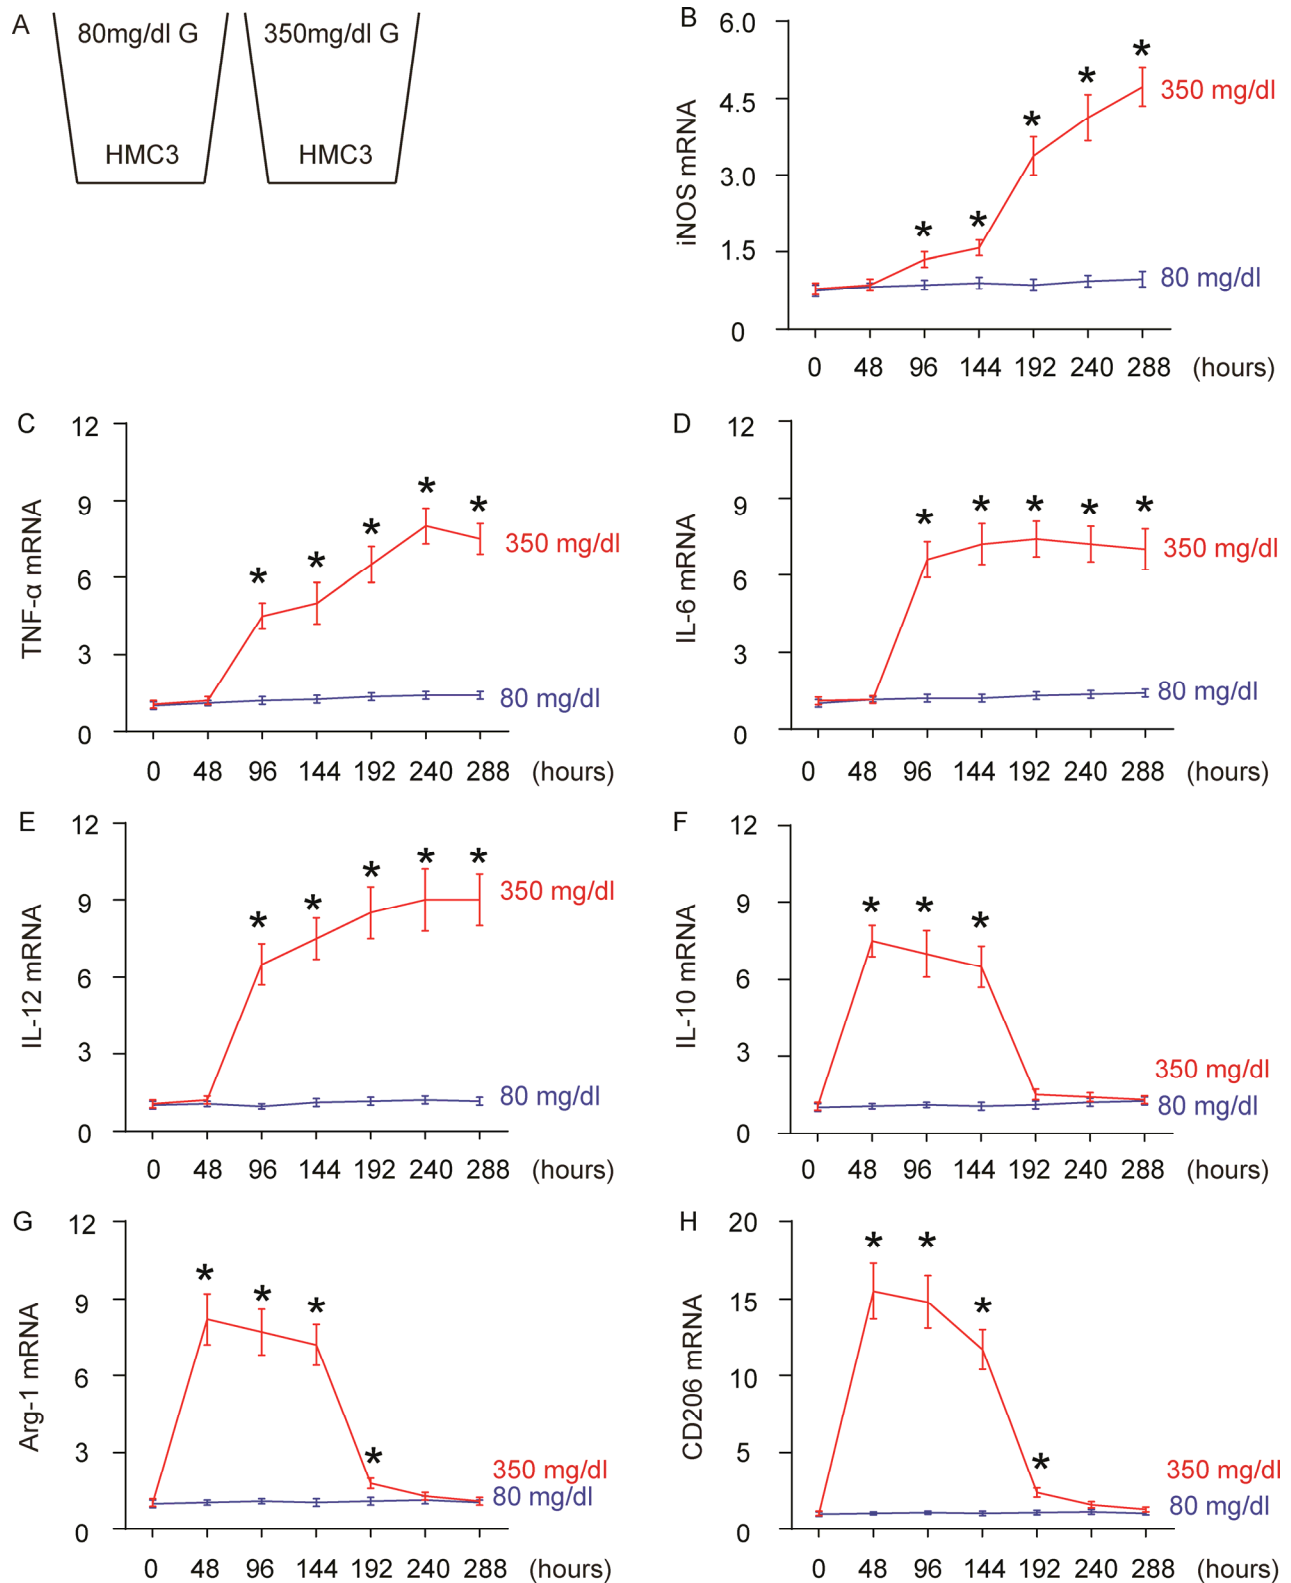 A
80mg/dl G
350mg/dl G
HMC3
HMC3
B
iNOS mRNA
6.0
4.5
3.0
1.5
0
*
*
*
*
*
350 mg/dl
80 mg/dl
0 48 96 144 192 240 288 (hours)
C
TNF-α mRNA
12
9
6
3
0
*
*
*
*
*
350 mg/dl
80 mg/dl
0 48 96 144 192 240 288 (hours)
D
IL-6 mRNA
12
9
6
3
0
*
*
*
*
*
350 mg/dl
80 mg/dl
0 48 96 144 192 240 288 (hours)
E
IL-12 mRNA
12
9
6
3
0
*
*
*
*
*
350 mg/dl
80 mg/dl
0 48 96 144 192 240 288 (hours)
F
IL-10 mRNA
12
9
6
3
0
*
*
*
350 mg/dl
80 mg/dl
0 48 96 144 192 240 288 (hours)
G
Arg-1 mRNA
12
9
6
3
0
*
*
*
*
350 mg/dl
80 mg/dl
0 48 96 144 192 240 288 (hours)
H
CD206 mRNA
20
15
10
5
0
*
*
*
*
350 mg/dl
80 mg/dl
0 48 96 144 192 240 288 (hours)